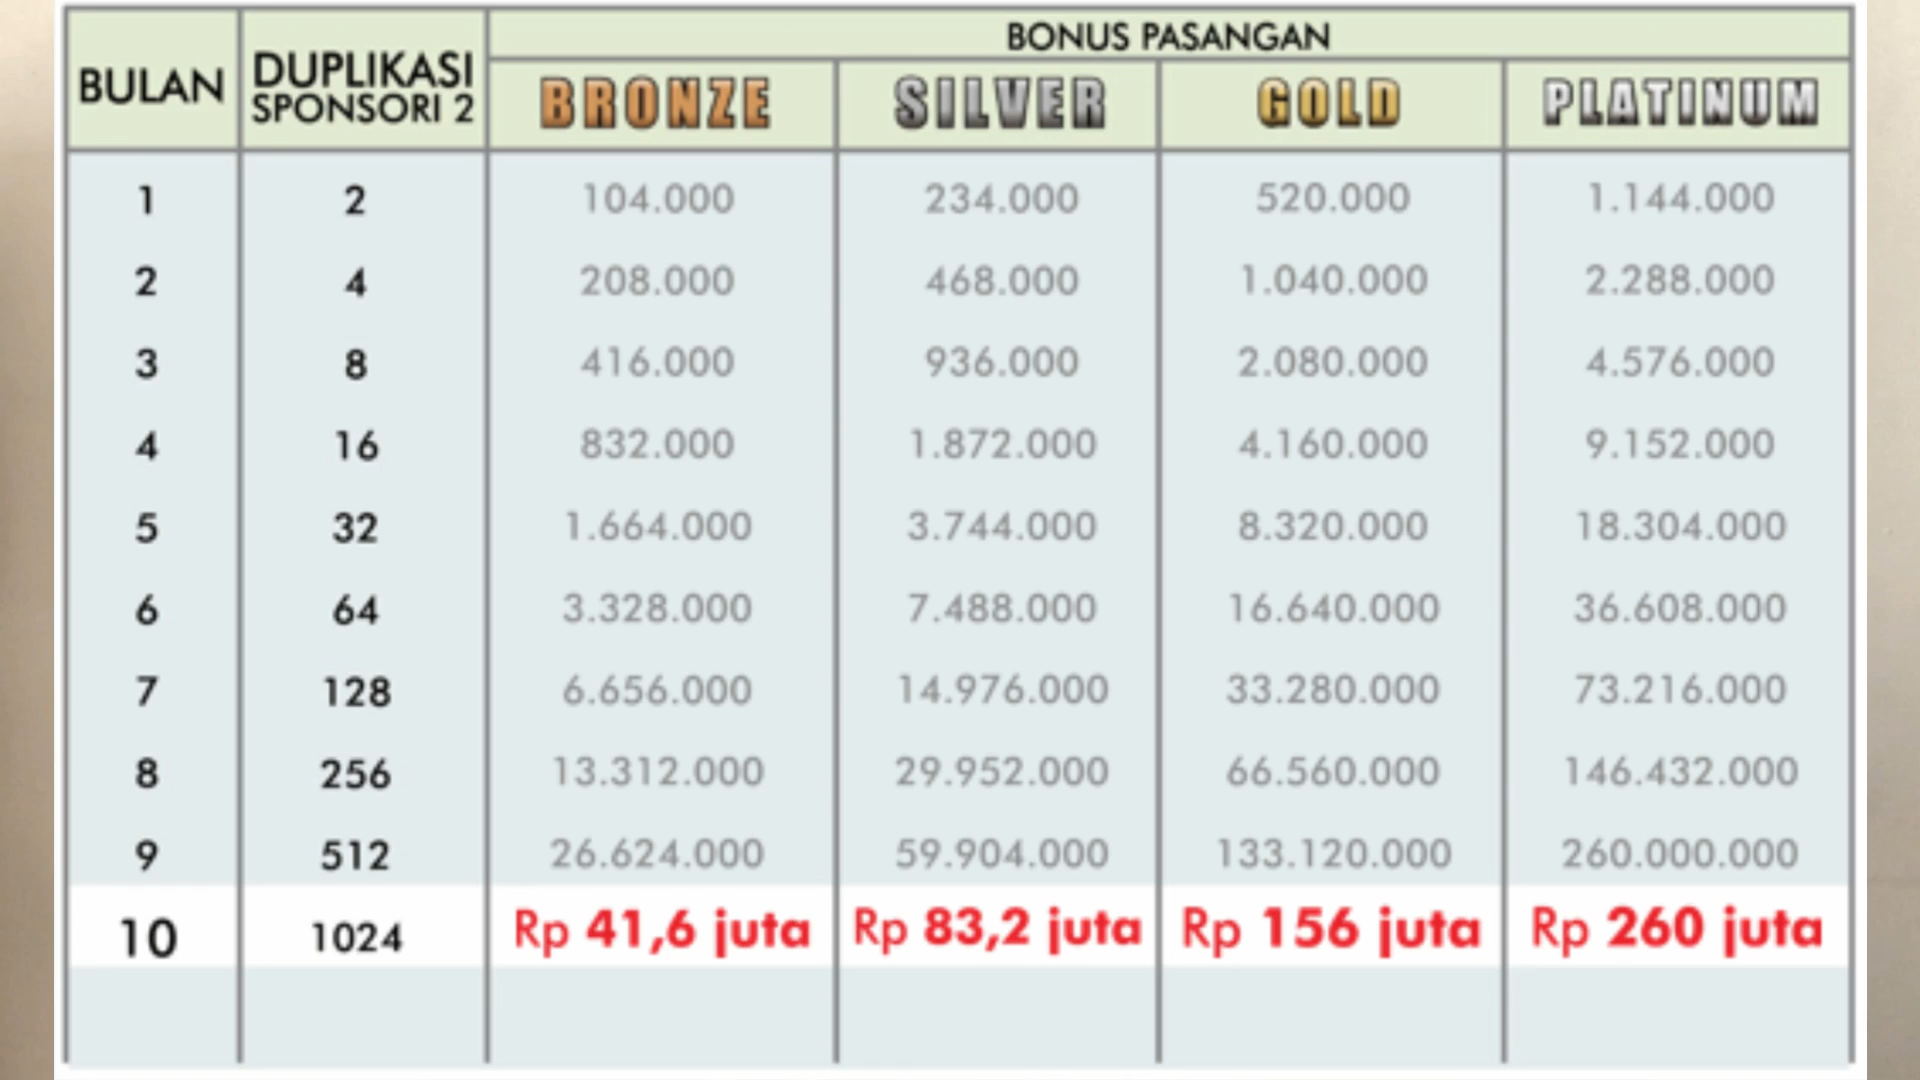 BULAN DUPLIKASI SPONSORI 2 BONUS PASANGAN
BRONZE SILVER GOLD PLATINUM
1 2 104.000 234.000 520.000 1.144.000
2 4 208.000 468.000 1.040.000 2.288.000
3 8 416.000 936.000 2.080.000 4.576.000
4 16 832.000 1.872.000 4.160.000 9.152.000
5 32 1.664.000 3.744.000 8.320.000 18.304.000
6 64 3.328.000 7.488.000 16.640.000 36.608.000
7 128 6.656.000 14.976.000 33.280.000 73.216.000
8 256 13.312.000 29.952.000 66.560.000 146.432.000
9 512 26.624.000 59.904.000 133.120.000 260.000.000
10 1024 Rp 41,6 juta Rp 83,2 juta Rp 156 juta Rp 260 juta